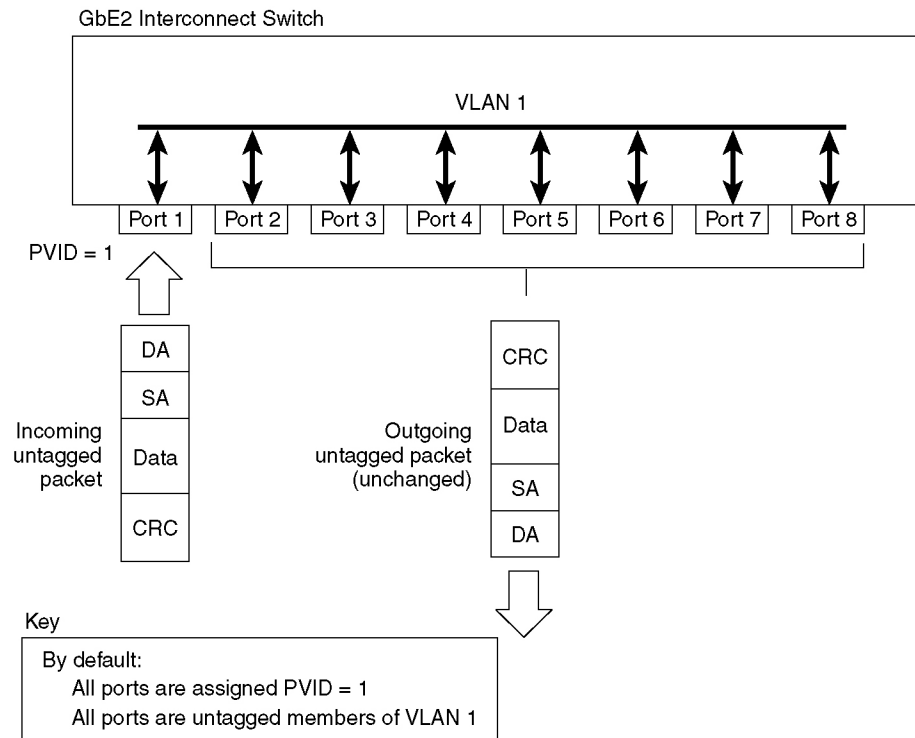 GbE2 Interconnect Switch
VLAN 1
Port 1
Port 2
Port 3
Port 4
Port 5
Port 6
Port 7
Port 8
PVID = 1
Incoming
untagged
packet
DA
SA
Data
CRC
Outgoing
untagged packet
(unchanged)
CRC
Data
SA
DA
Key
By default:
All ports are assigned PVID = 1
All ports are untagged members of VLAN 1